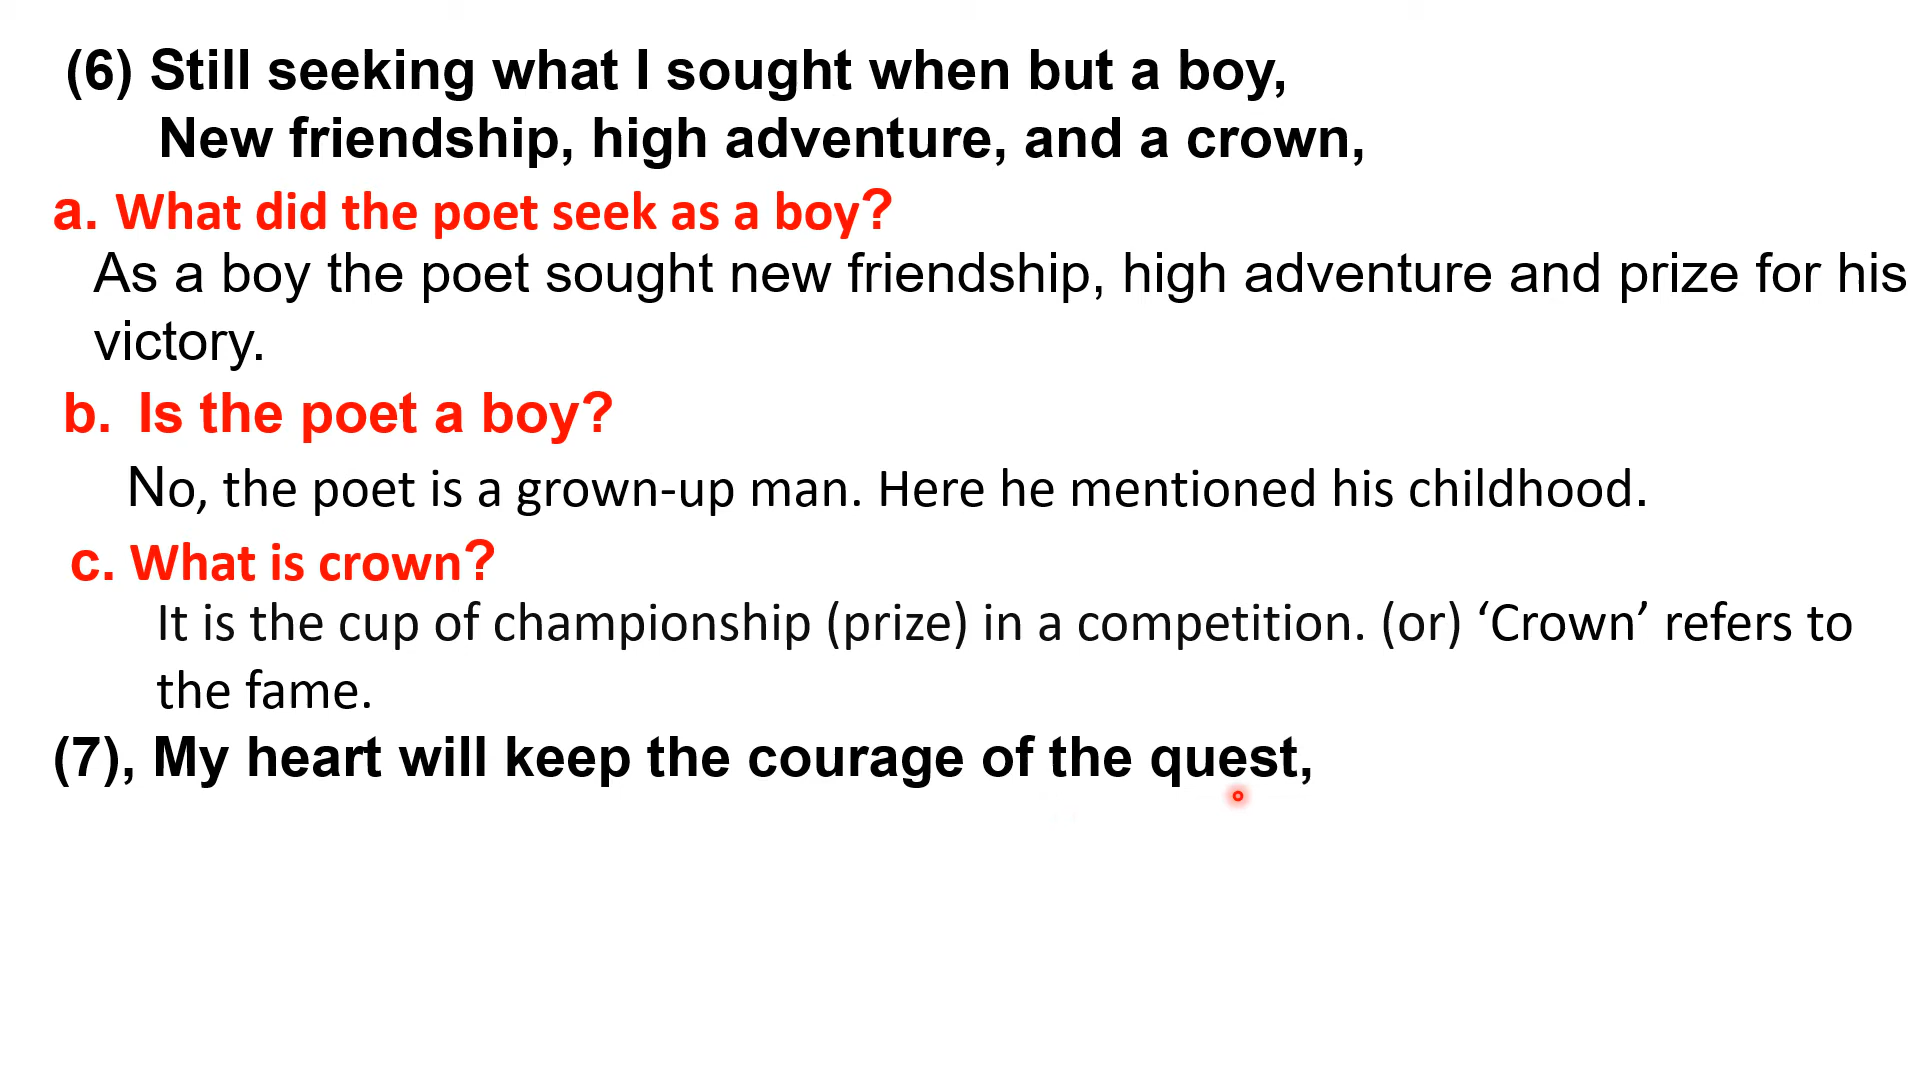 (6) Still seeking what I sought when but a boy,
New friendship, high adventure, and a crown,
a. What did the poet seek as a boy?
As a boy the poet sought new friendship, high adventure and prize for his
victory.
b. Is the poet a boy?
No, the poet is a grown-up man. Here he mentioned his childhood.
c. What is crown?
It is the cup of championship (prize) in a competition. (or) ‘Crown’ refers to
the fame.
(7), My heart will keep the courage of the quest,